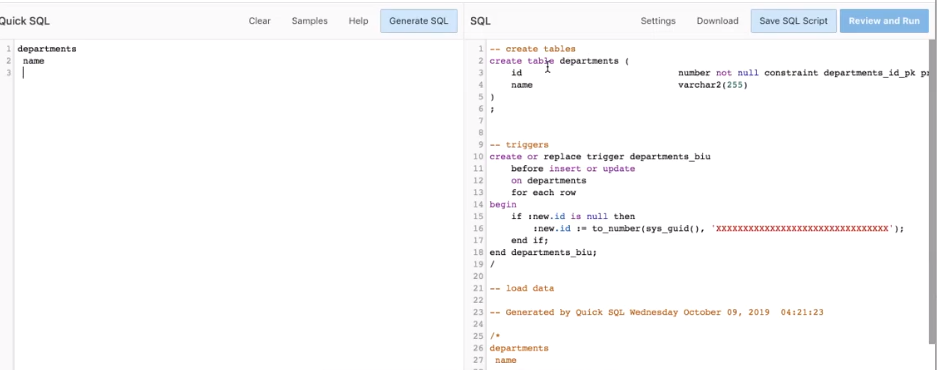 Quick SQL Clear Samples Help Generate SQL
1 departments
2 name
3
SQL Settings Download Save SQL Script Review and Run
1 -- create tables
2 create table departments (
3 id number not null constraint departments_id_pk
4 name varchar2(255)
5 )
6 ;
7
8
9 -- triggers
10 create or replace trigger departments_biu
11 before insert or update
12 on departments
13 for each row
14 begin
15 if :new.id is null then
16 :new.id := to_number(sys_guid(), 'XXXXXXXXXXXXXXXXXXXXXXXXXXXXXXXX');
17 end if;
18 end departments_biu;
19 /
20
21 -- load data
22
23 -- Generated by Quick SQL Wednesday October 09, 2019 04:21:23
24
25 /*
26 departments
27 name